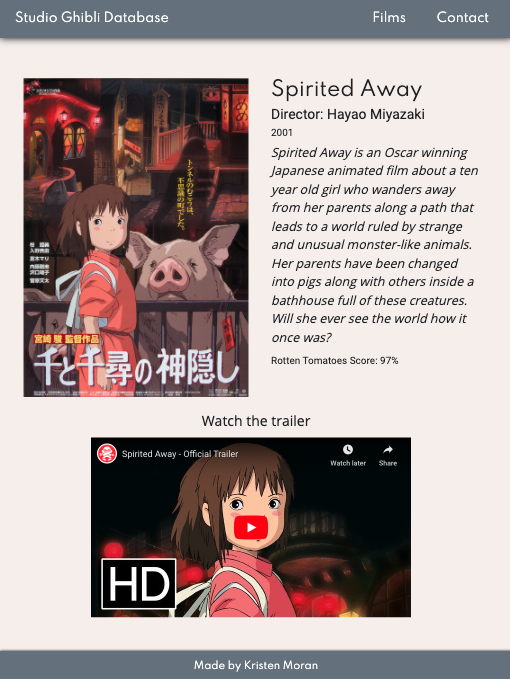 Studio Ghibli Database
Films
Contact
トンネルのむこうは、
不思議の町でした。
宮崎 駿 監督作品
千と千尋の神隠し
Spirited Away
Director: Hayao Miyazaki
2001
Spirited Away is an Oscar winning
Japanese animated film about a ten
year old girl who wanders away
from her parents along a path that
leads to a world ruled by strange
and unusual monster-like animals.
Her parents have been changed
into pigs along with others inside a
bathhouse full of these creatures.
Will she ever see the world how it
once was?
Rotten Tomatoes Score: 97%
Watch the trailer
Spirited Away - Official Trailer
Watch later
Share
HD
Made by Kristen Moran